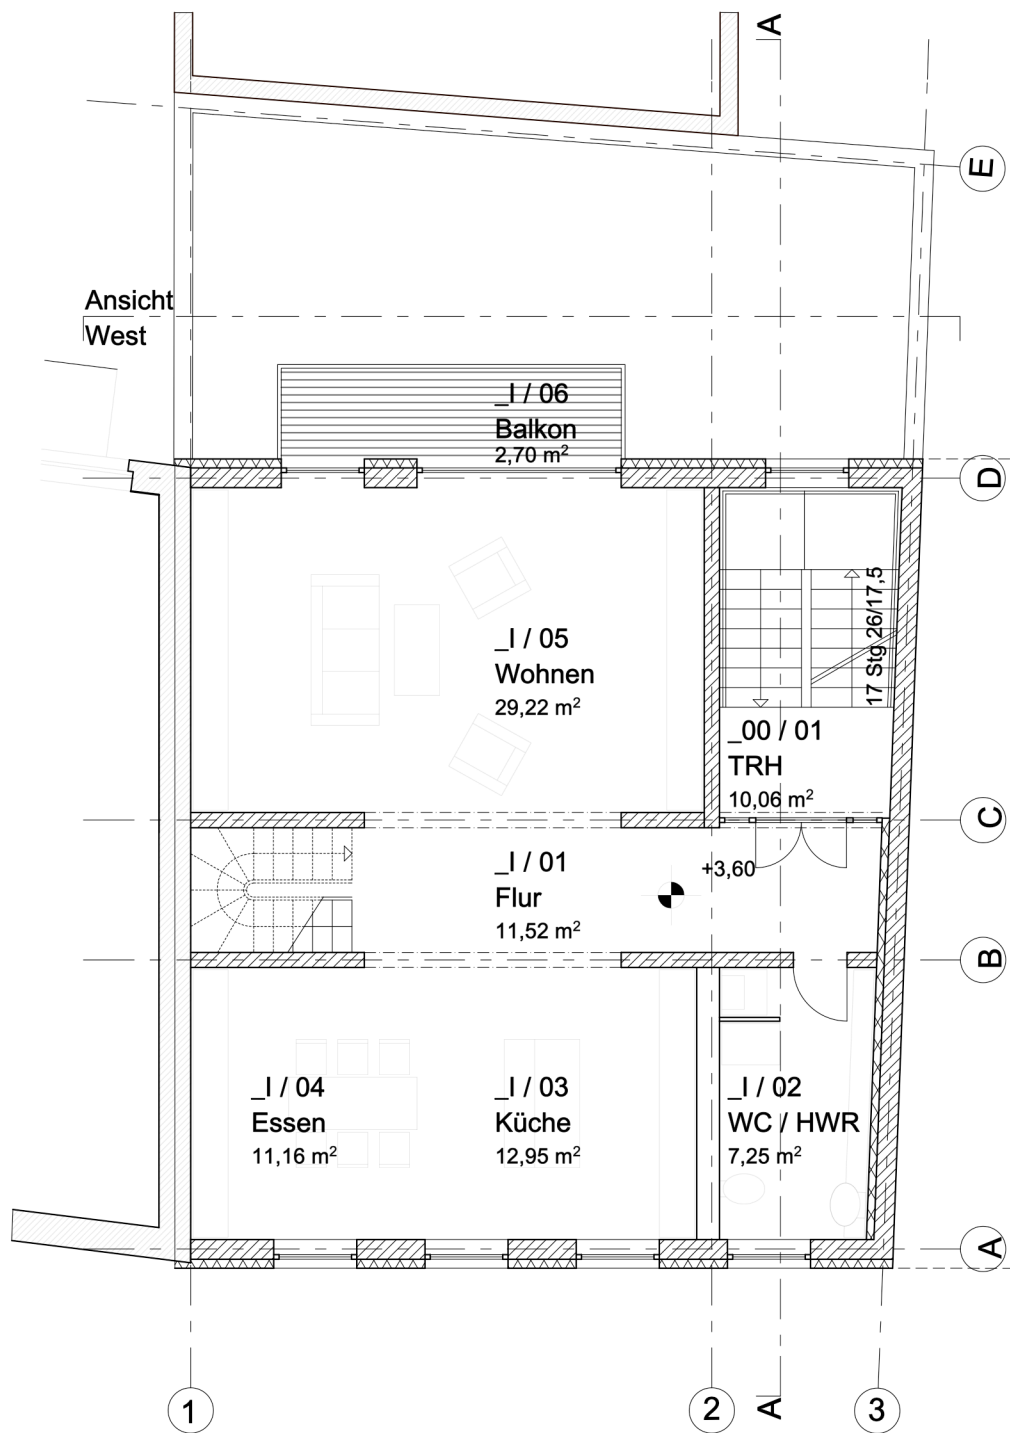 A
E
Ansicht
West
_I / 06
Balkon
2,70 m²
D
17 Stg 26/17,5
_I / 05
Wohnen
29,22 m²
_00 / 01
TRH
10,06 m²
C
_I / 01
Flur
11,52 m²
+3,60
B
_I / 04
Essen
11,16 m²
_I / 03
Küche
12,95 m²
_I / 02
WC / HWR
7,25 m²
A
1
2
A
3